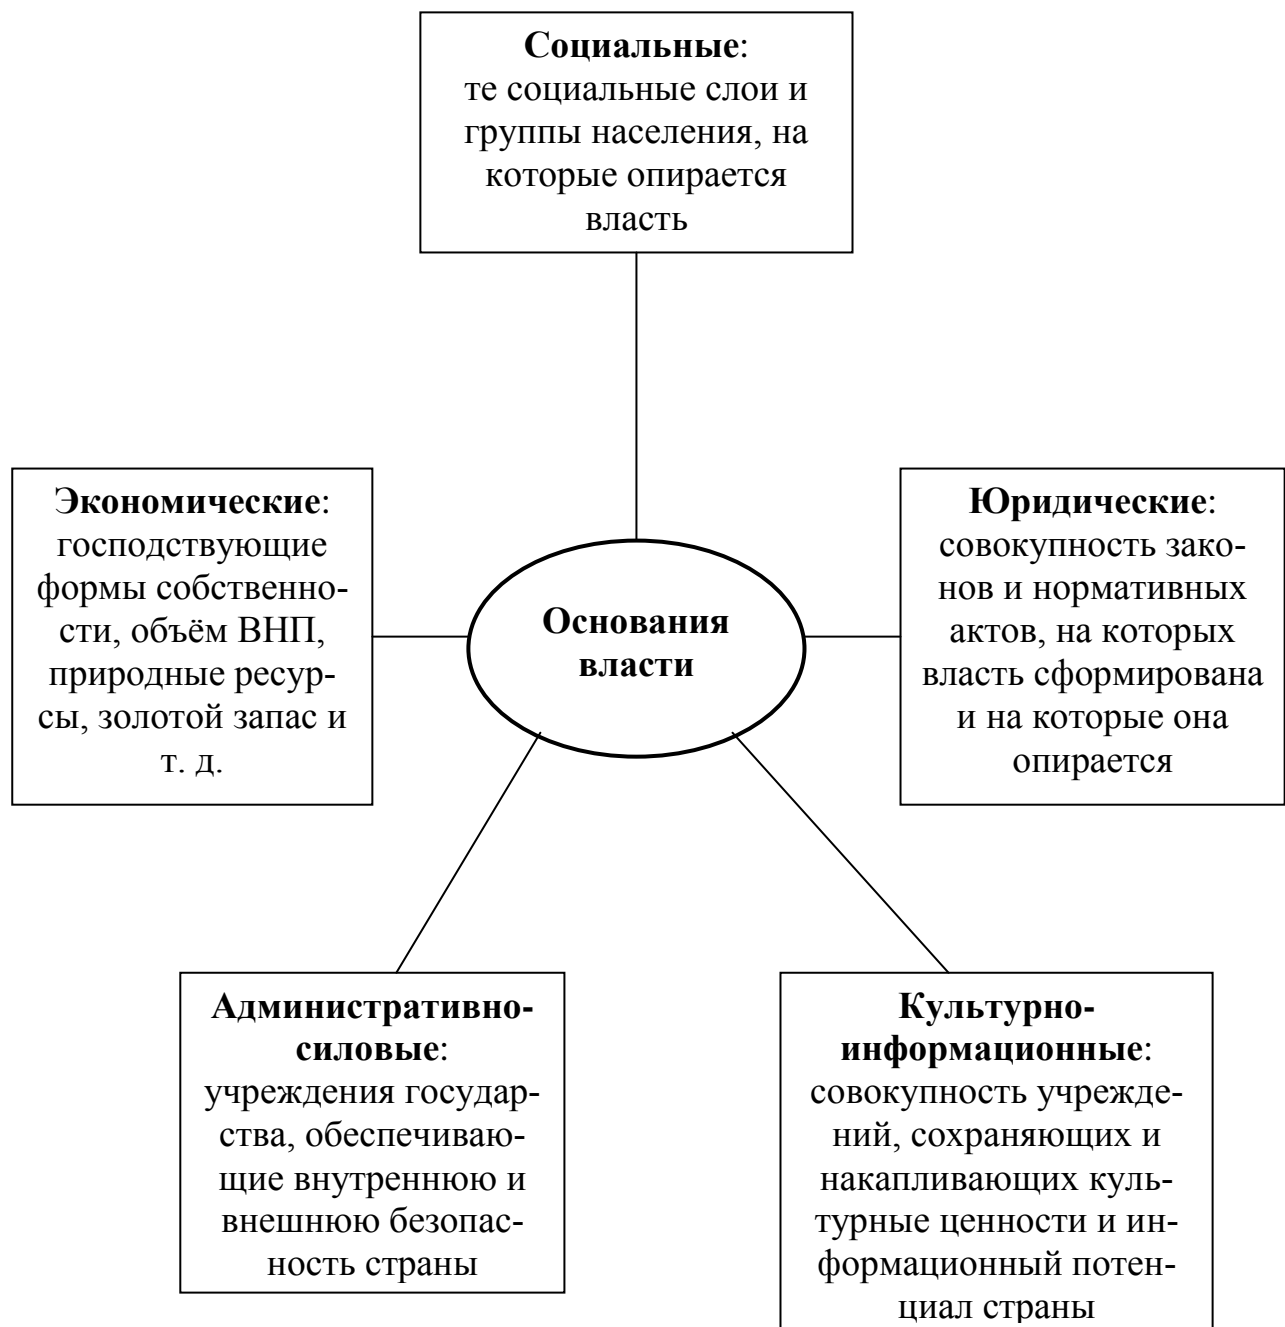 Социальные:
те социальные слои и
группы населения, на
которые опирается
власть
Экономические:
господствующие
формы собственно-
сти, объём ВНП,
природные ресур-
сы, золотой запас и
т. д.
Основания
власти
Юридические:
совокупность зако-
нов и нормативных
актов, на которых
власть сформирована
и на которые она
опирается
Административно-
силовые:
учреждения государ-
ства, обеспечиваю-
щие внутреннюю и
внешнюю безопас-
ность страны
Культурно-
информационные:
совокупность учрежде-
ний, сохраняющих и
накапливающих куль-
турные ценности и ин-
формационный потен-
циал страны